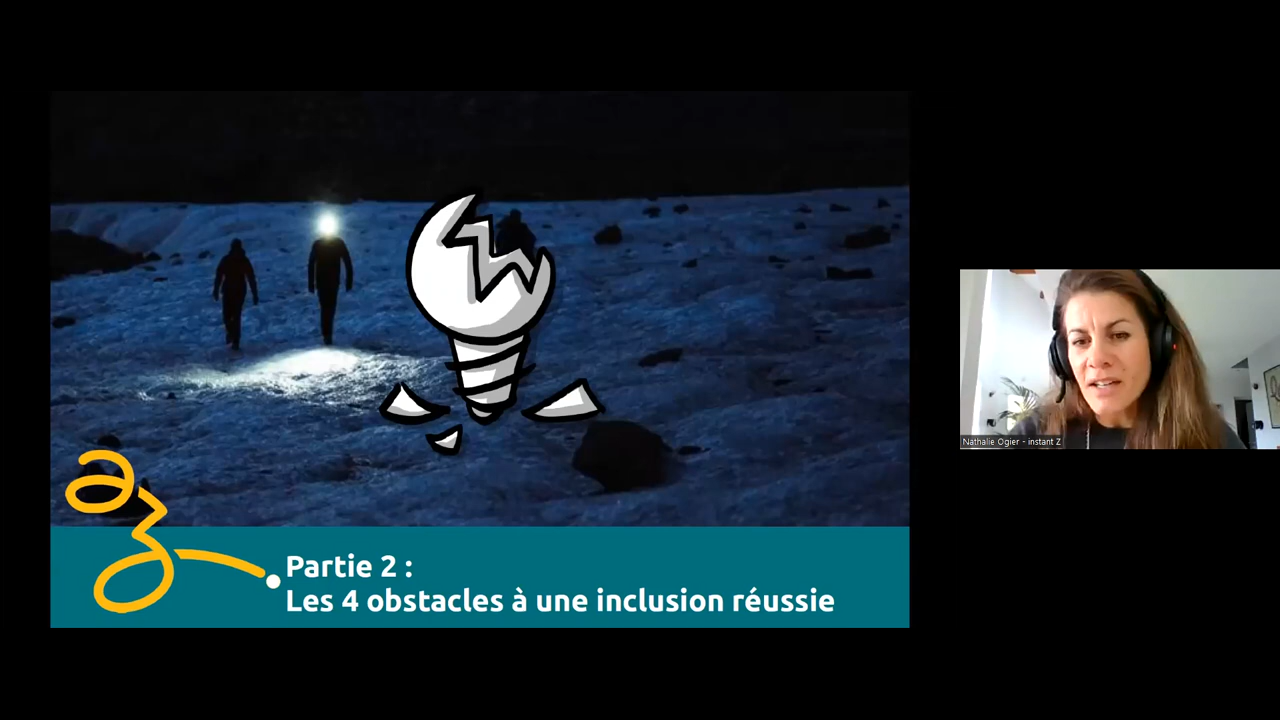 Partie 2 :
Les 4 obstacles à une inclusion réussie
Nathalie Ogier - instant Z